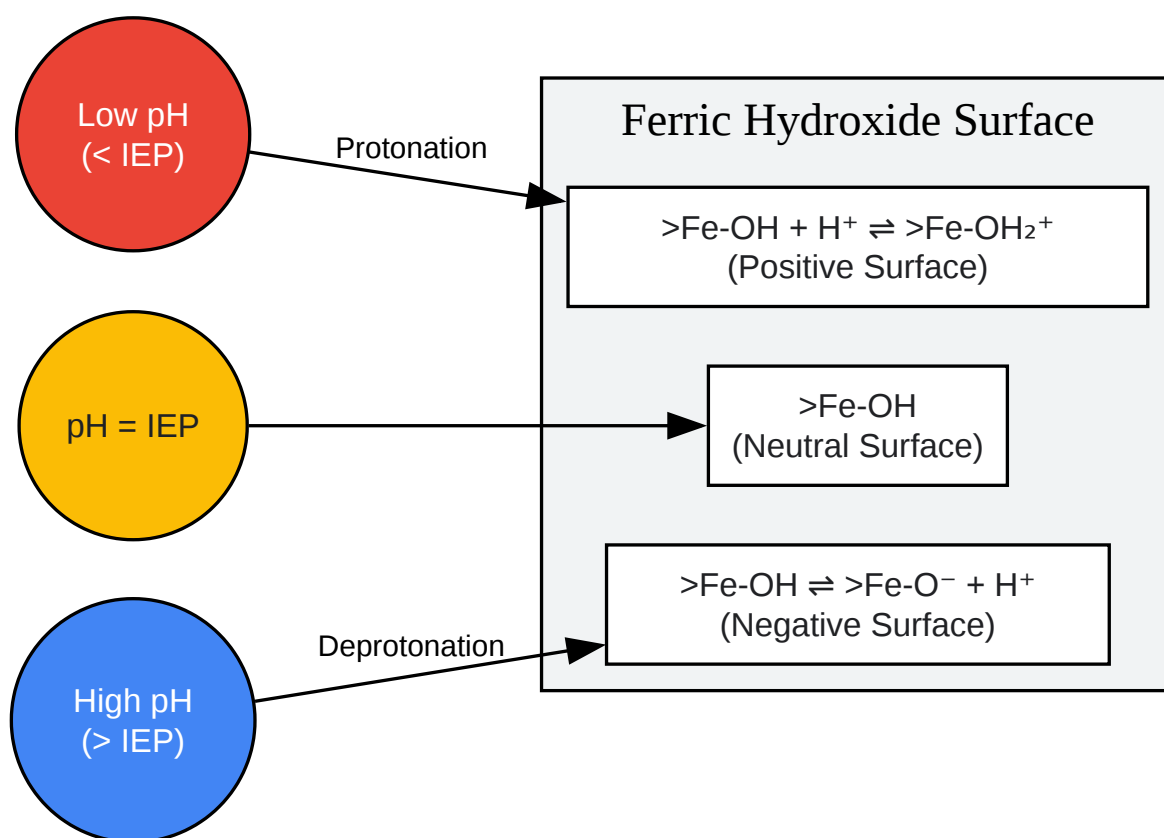 Low pH
(< IEP)
Protonation
Ferric Hydroxide Surface
>Fe-OH + H⁺ ⇌ >Fe-OH₂⁺
(Positive Surface)
pH = IEP
>Fe-OH
(Neutral Surface)
High pH
(> IEP)
Deprotonation
>Fe-OH ⇌ >Fe-O⁻ + H⁺
(Negative Surface)